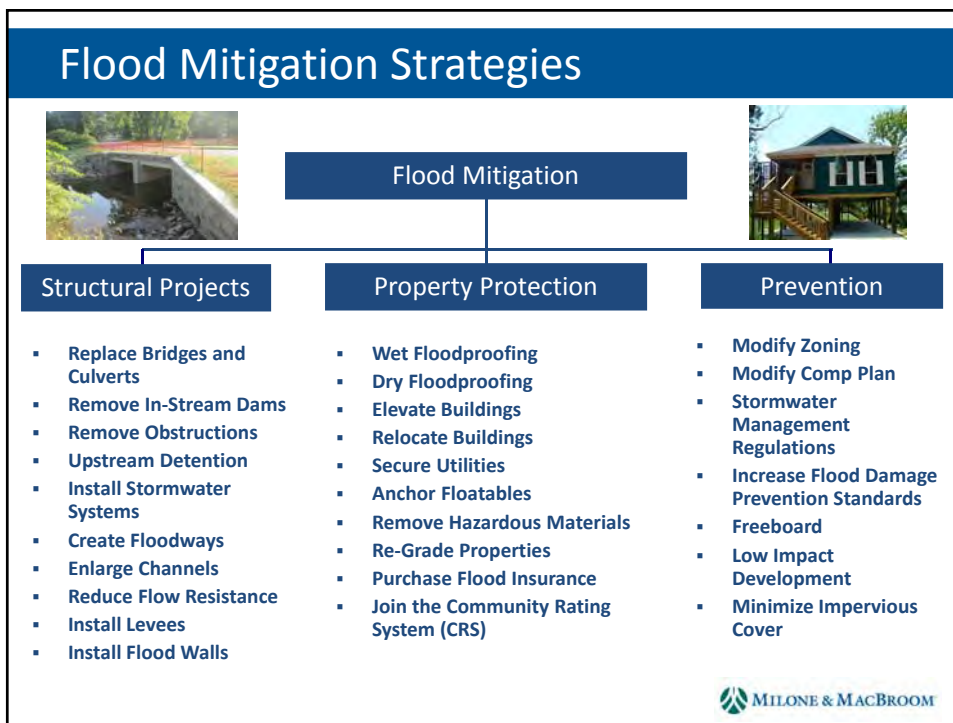 Flood Mitigation Strategies
Flood Mitigation
Structural Projects
▪ Replace Bridges and
Culverts
▪ Remove In-Stream Dams
▪ Remove Obstructions
▪ Upstream Detention
▪ Install Stormwater
Systems
▪ Create Floodways
▪ Enlarge Channels
▪ Reduce Flow Resistance
▪ Install Levees
▪ Install Flood Walls
Property Protection
▪ Wet Floodproofing
▪ Dry Floodproofing
▪ Elevate Buildings
▪ Relocate Buildings
▪ Secure Utilities
▪ Anchor Floatables
▪ Remove Hazardous Materials
▪ Re-Grade Properties
▪ Purchase Flood Insurance
▪ Join the Community Rating
System (CRS)
Prevention
▪ Modify Zoning
▪ Modify Comp Plan
▪ Stormwater
Management
Regulations
▪ Increase Flood Damage
Prevention Standards
▪ Freeboard
▪ Low Impact
Development
▪ Minimize Impervious
Cover
MILONE & MACBROOM